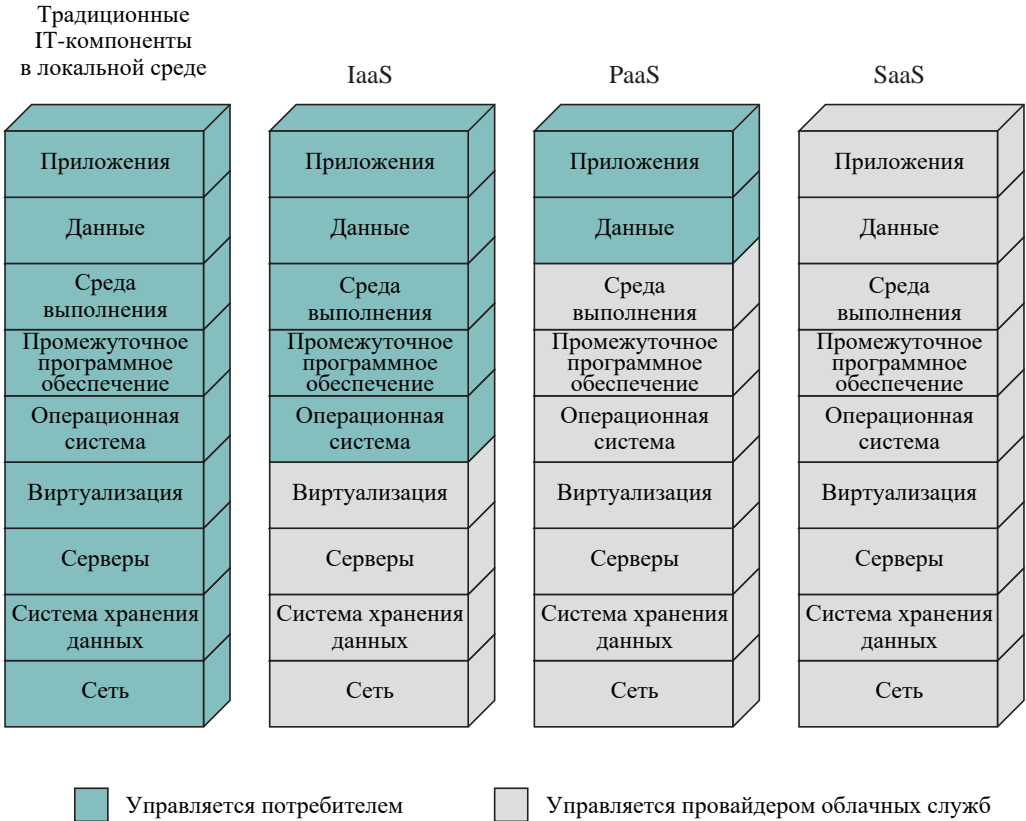 Традиционные
IT-компоненты
в локальной среде
IaaS
PaaS
SaaS
Приложения
Данные
Среда
выполнения
Промежуточное
программное
обеспечение
Операционная
система
Виртуализация
Серверы
Система хранения
данных
Сеть
Приложения
Данные
Среда
выполнения
Промежуточное
программное
обеспечение
Операционная
система
Виртуализация
Серверы
Система хранения
данных
Сеть
Приложения
Данные
Среда
выполнения
Промежуточное
программное
обеспечение
Операционная
система
Виртуализация
Серверы
Система хранения
данных
Сеть
Приложения
Данные
Среда
выполнения
Промежуточное
программное
обеспечение
Операционная
система
Виртуализация
Серверы
Система хранения
данных
Сеть
Управляется потребителем
Управляется провайдером облачных служб